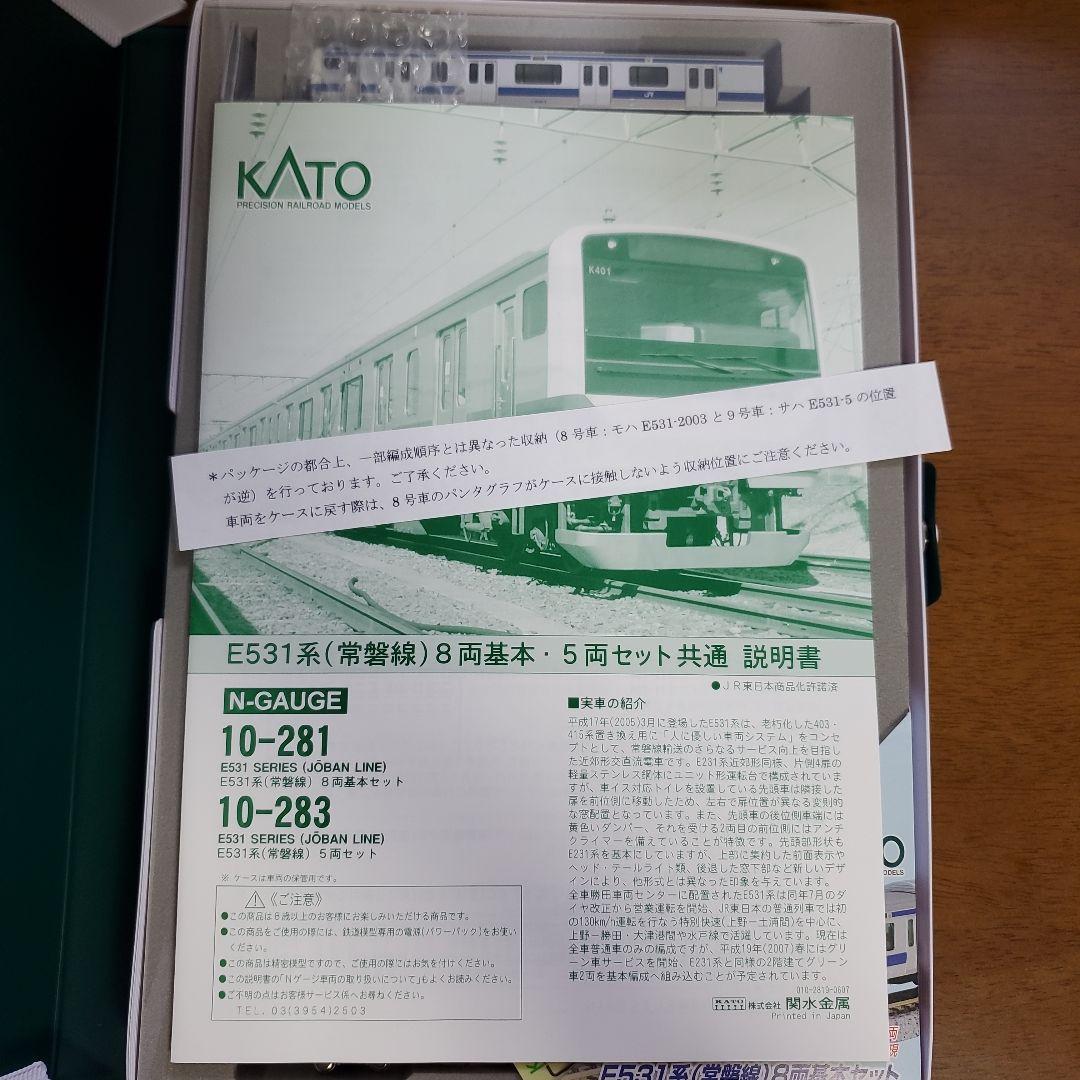 KATO
PRECISION RAILROAD MODELS
K401
*パッケージの都合上、一部編成順序とは異なった収納（8号車：モハE531-2003と9号車：サハE531-5の位置
が逆）を行っております。ご了承ください。
車両をケースに戻す際は、8号車のパンタグラフがケースに接触しないよう収納位置にご注意ください。
E531系(常磐線)8両基本・5両セット共通 説明書
●JR東日本商品化許諾済
N-GAUGE
10-281
E531 SERIES (JŌBAN LINE)
E531系(常磐線) 8両基本セット
10-283
E531 SERIES (JŌBAN LINE)
E531系(常磐線) 5両セット
※ ケースは車両の保管用です。
⚠《ご注意》
●この商品は8歳以上のお客様にお楽しみいただける商品です。
●この商品をご使用の際には、鉄道模型専用の電源(パワーパック)をお使い
ください。
●この商品は精密模型ですので、ご使用の際にはお気を付けください。
●この説明書の「Nゲージ車両の取り扱いについて」もよくお読みください。
●ご不明の点はお客様サービス係へお尋ねください。
TEL. 03(3954)2503
■実車の紹介
平成17年(2005)3月に登場したE531系は、老朽化した403・
415系置き換え用に「人に優しい車両システム」をコンセ
プトとして、常磐線輸送のさらなるサービス向上を目指し
た近郊形交直流電車です。E231系近郊形同様、片側4扉の
軽量ステンレス鋼体にユニット形運転台で構成されていま
すが、車イス対応トイレを設置している先頭車は隣接した
扉を前位側に移動したため、左右で扉位置が異なる変則的
な窓配置となっています。また、先頭車の後位側車端には
黄色いダンパー、それを受ける2両目の前位側にはアンチ
クライマーを備えていることが特徴です。先頭部形状も
E231系を基本にしていますが、上部に集約した前面表示や
ヘッド・テールライト類、後退した窓下部など新しいデザ
インにより、他形式とは異なった印象を与えています。
全車勝田車両センターに配置されたE531系は同年7月のダ
イヤ改正から営業運転を開始、JR東日本の普通列車では初
の130km/h運転を行なう特別快速(上野ー土浦間)を中心に、
上野ー勝田・大津港間や水戸線で活躍しています。現在は
全車普通車のみの編成ですが、平成19年(2007)春にはグリ
ーン車サービスを開始、E231系と同様の2階建てグリーン
車2両を基本編成へ組み込むことが予定されています。
010-2819-0607
KATO 株式会社 関水金属
Printed in Japan
E531系(常磐線)8両基本セット